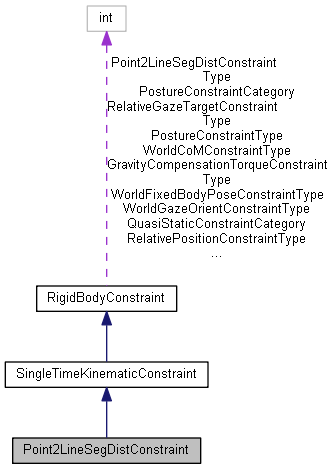 int
Point2LineSegDistConstraint
Type
PostureConstraintCategory
RelativeGazeTargetConstraint
Type
PostureConstraintType
WorldCoMConstraintType
GravityCompensationTorqueConstraint
Type
WorldFixedBodyPoseConstraintType
WorldGazeOrientConstraintType
QuasiStaticConstraintCategory
RelativePositionConstraintType
...
RigidBodyConstraint
SingleTimeKinematicConstraint
Point2LineSegDistConstraint